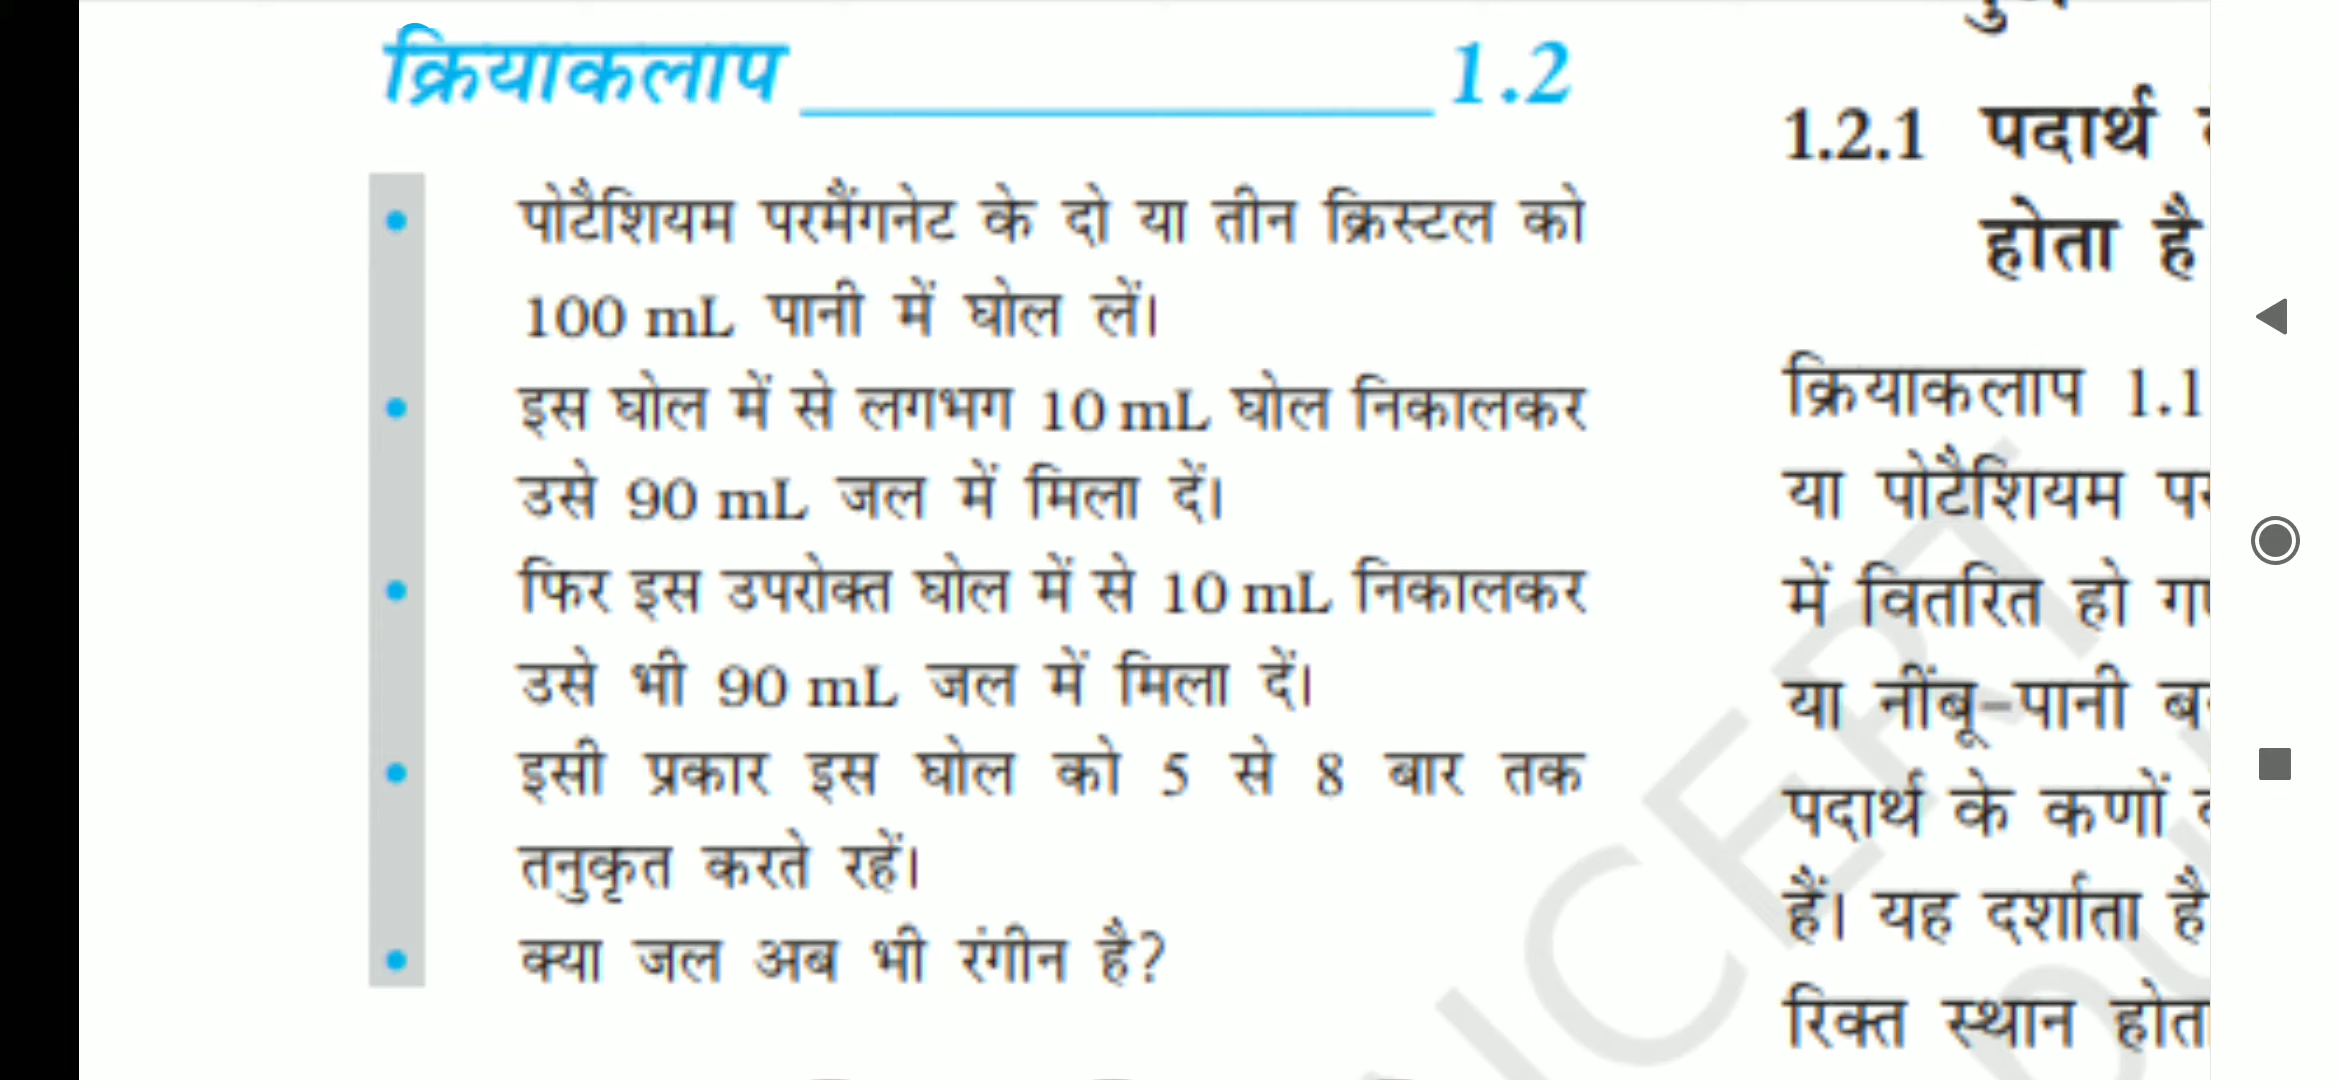 क्रियाकलाप 1.2
• पोटैशियम परमैंगनेट के दो या तीन क्रिस्टल को
100 mL पानी में घोल लें।
• इस घोल में से लगभग 10 mL घोल निकालकर
उसे 90 mL जल में मिला दें।
• फिर इस उपरोक्त घोल में से 10 mL निकालकर
उसे भी 90 mL जल में मिला दें।
• इसी प्रकार इस घोल को 5 से 8 बार तक
तनुकृत करते रहें।
• क्या जल अब भी रंगीन है?
1.2.1 पदार्थ
होता है
क्रियाकलाप 1.1
या पोटैशियम
में वितरित हो
या नींबू-पानी
पदार्थ के कणों
हैं। यह दर्शाता है
रिक्त स्थान
NCERT